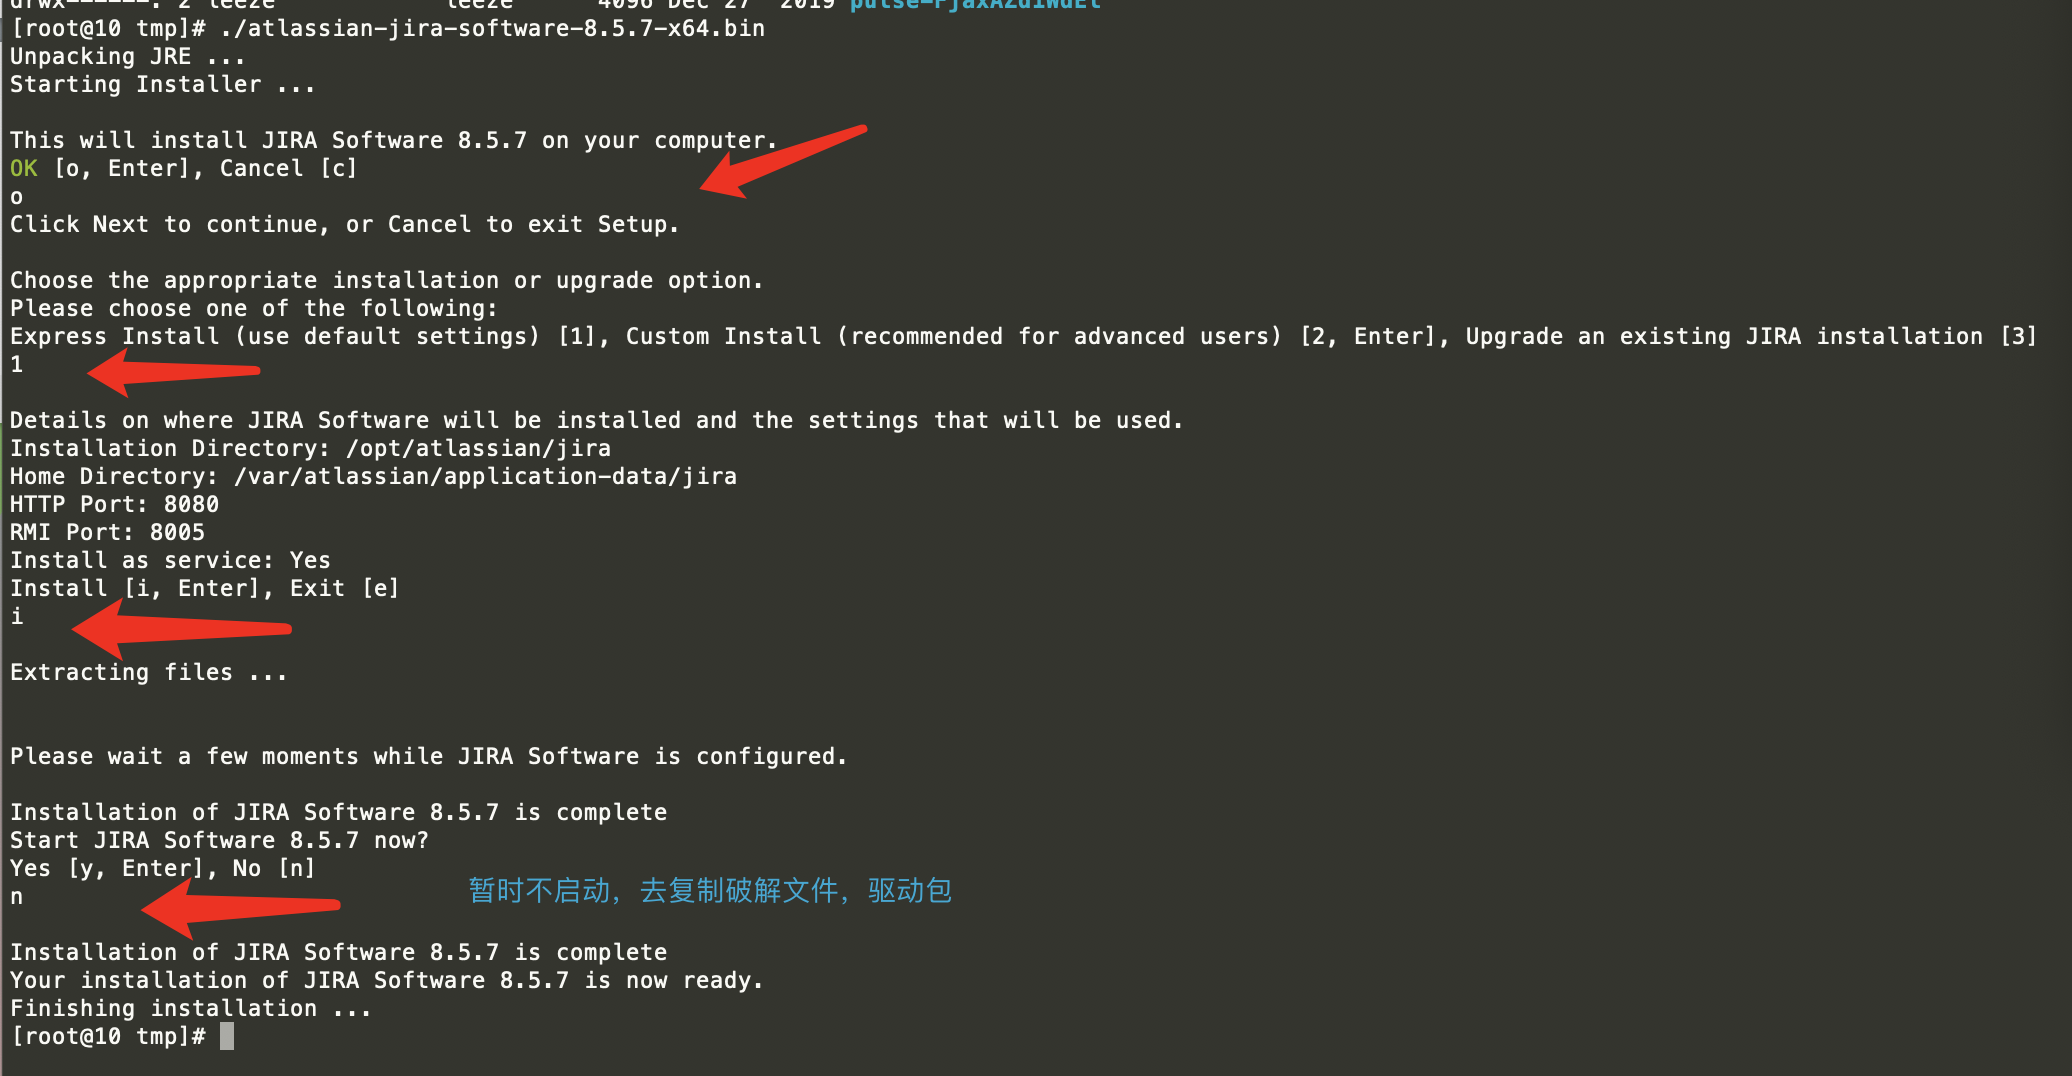 drwx------. 2 leeze leeze 4096 Dec 27 2019
[root@10 tmp]# ./atlassian-jira-software-8.5.7-x64.bin
Unpacking JRE ...
Starting Installer ...
This will install JIRA Software 8.5.7 on your computer.
OK [o, Enter], Cancel [c]
o
Click Next to continue, or Cancel to exit Setup.
Choose the appropriate installation or upgrade option.
Please choose one of the following:
Express Install (use default settings) [1], Custom Install (recommended for advanced users) [2, Enter], Upgrade an existing JIRA installation [3]
1
Details on where JIRA Software will be installed and the settings that will be used.
Installation Directory: /opt/atlassian/jira
Home Directory: /var/atlassian/application-data/jira
HTTP Port: 8080
RMI Port: 8005
Install as service: Yes
Install [i, Enter], Exit [e]
i
Extracting files ...
Please wait a few moments while JIRA Software is configured.
Installation of JIRA Software 8.5.7 is complete
Start JIRA Software 8.5.7 now?
Yes [y, Enter], No [n]
n
暂时不启动，去复制破解文件，驱动包
Installation of JIRA Software 8.5.7 is complete
Your installation of JIRA Software 8.5.7 is now ready.
Finishing installation ...
[root@10 tmp]#